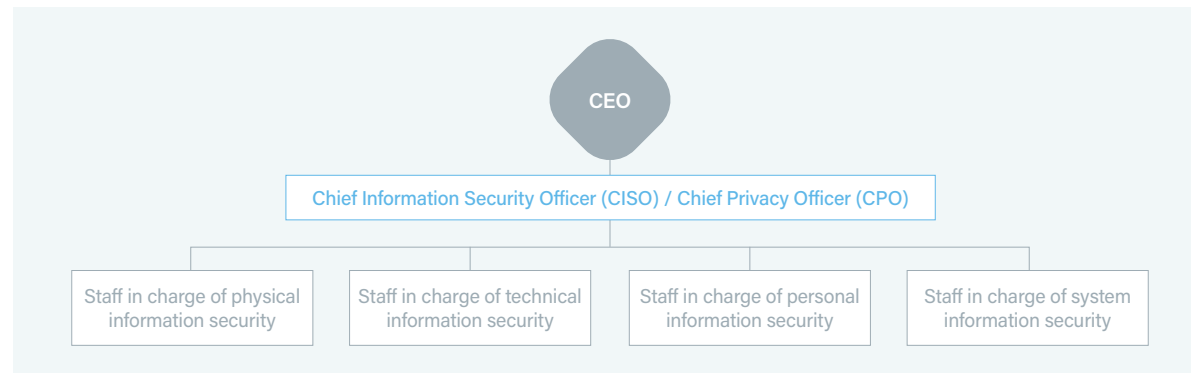 CEO
Chief Information Security Officer (CISO) / Chief Privacy Officer (CPO)
Staff in charge of physical
information security
Staff in charge of technical
information security
Staff in charge of personal
information security
Staff in charge of system
information security